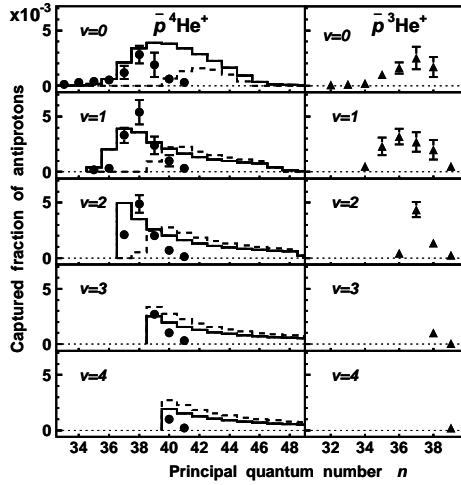 x10⁻³
p̄ ⁴He⁺
p̄ ³He⁺
v=0
v=0
5
0
v=1
v=1
5
0
v=2
v=2
5
0
v=3
v=3
5
0
v=4
v=4
5
0
34 36 38 40 42 44 46 48
34 36 38
Captured fraction of antiprotons
Principal quantum number n